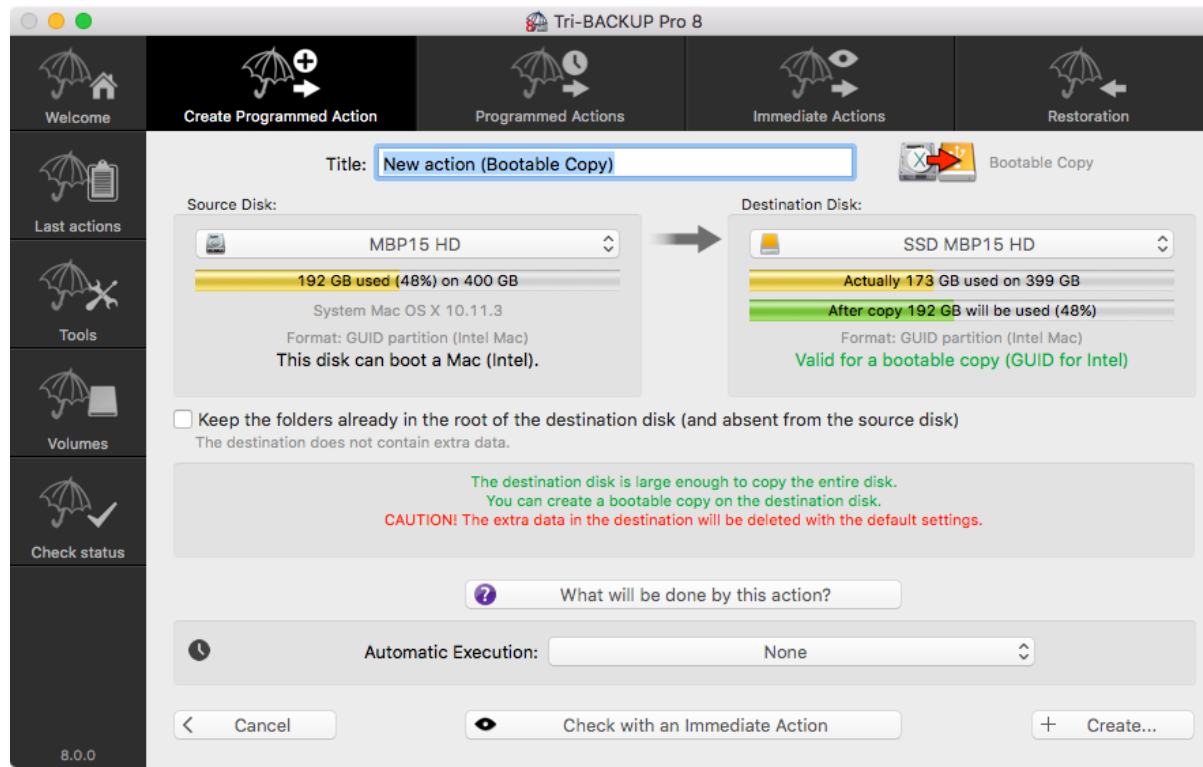 Tri-BACKUP Pro 8
Welcome
Create Programmed Action
Programmed Actions
Immediate Actions
Restoration
Last actions
Tools
Volumes
Check status
8.0.0
Title: New action (Bootable Copy)
Bootable Copy
Source Disk:
MBP15 HD
192 GB used (48%) on 400 GB
System Mac OS X 10.11.3
Format: GUID partition (Intel Mac)
This disk can boot a Mac (Intel).
Destination Disk:
SSD MBP15 HD
Actually 173 GB used on 399 GB
After copy 192 GB will be used (48%)
Format: GUID partition (Intel Mac)
Valid for a bootable copy (GUID for Intel)
Keep the folders already in the root of the destination disk (and absent from the source disk)
The destination does not contain extra data.
The destination disk is large enough to copy the entire disk.
You can create a bootable copy on the destination disk.
CAUTION! The extra data in the destination will be deleted with the default settings.
? What will be done by this action?
Automatic Execution: None
Cancel
Check with an Immediate Action
+ Create...